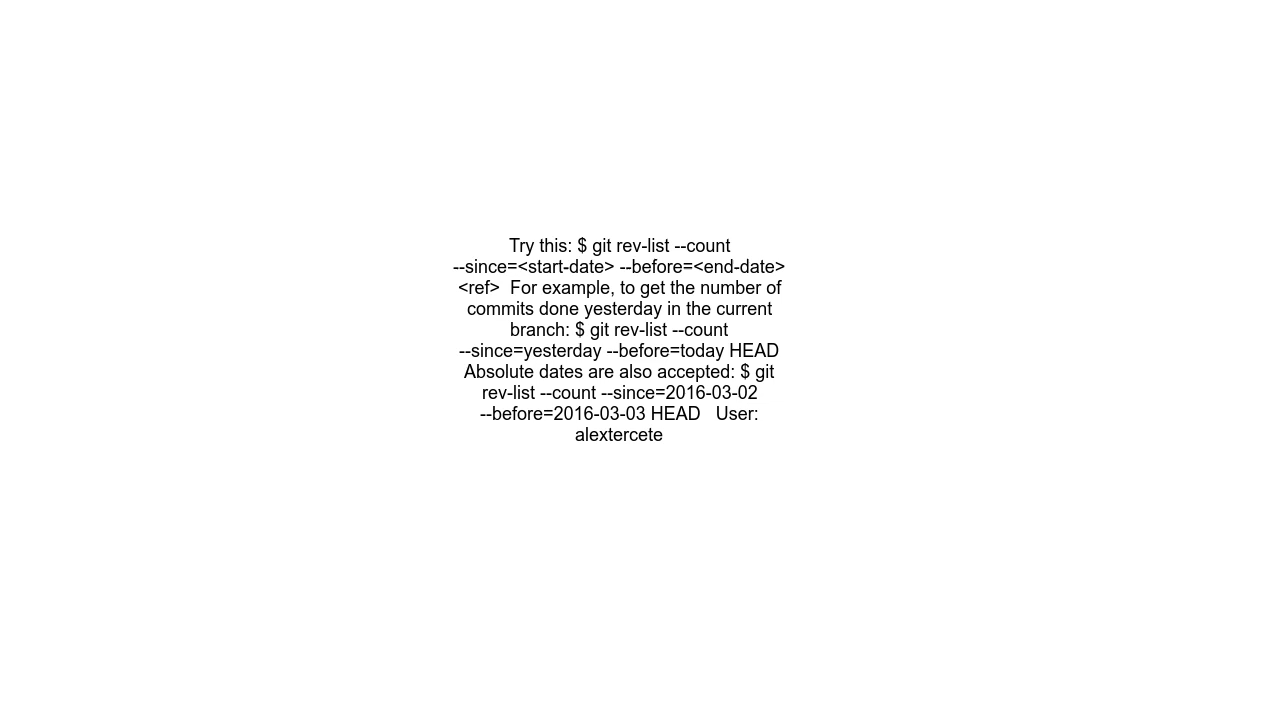 Try this: $ git rev-list --count
--since=<start-date> --before=<end-date>
<ref>  For example, to get the number of
commits done yesterday in the current
branch: $ git rev-list --count
--since=yesterday --before=today HEAD
Absolute dates are also accepted: $ git
rev-list --count --since=2016-03-02
--before=2016-03-03 HEAD   User:
alextercete